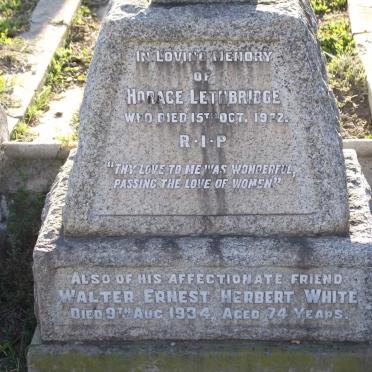 IN LOVING MEMORY
OF
HORACE LETHBRIDGE
WHO DIED 15TH OCT. 1922.
R·I·P
"THY LOVE TO ME WAS WONDERFUL,
PASSING THE LOVE OF WOMEN"
ALSO OF HIS AFFECTIONATE FRIEND
WALTER ERNEST HERBERT WHITE
DIED 9TH AUG 1934, AGED 74 YEARS.